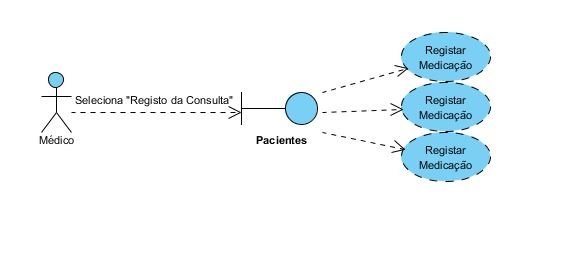 Registar
Medicação
Seleciona "Registo da Consulta"
Registar
Medicação
Médico
Pacientes
Registar
Medicação